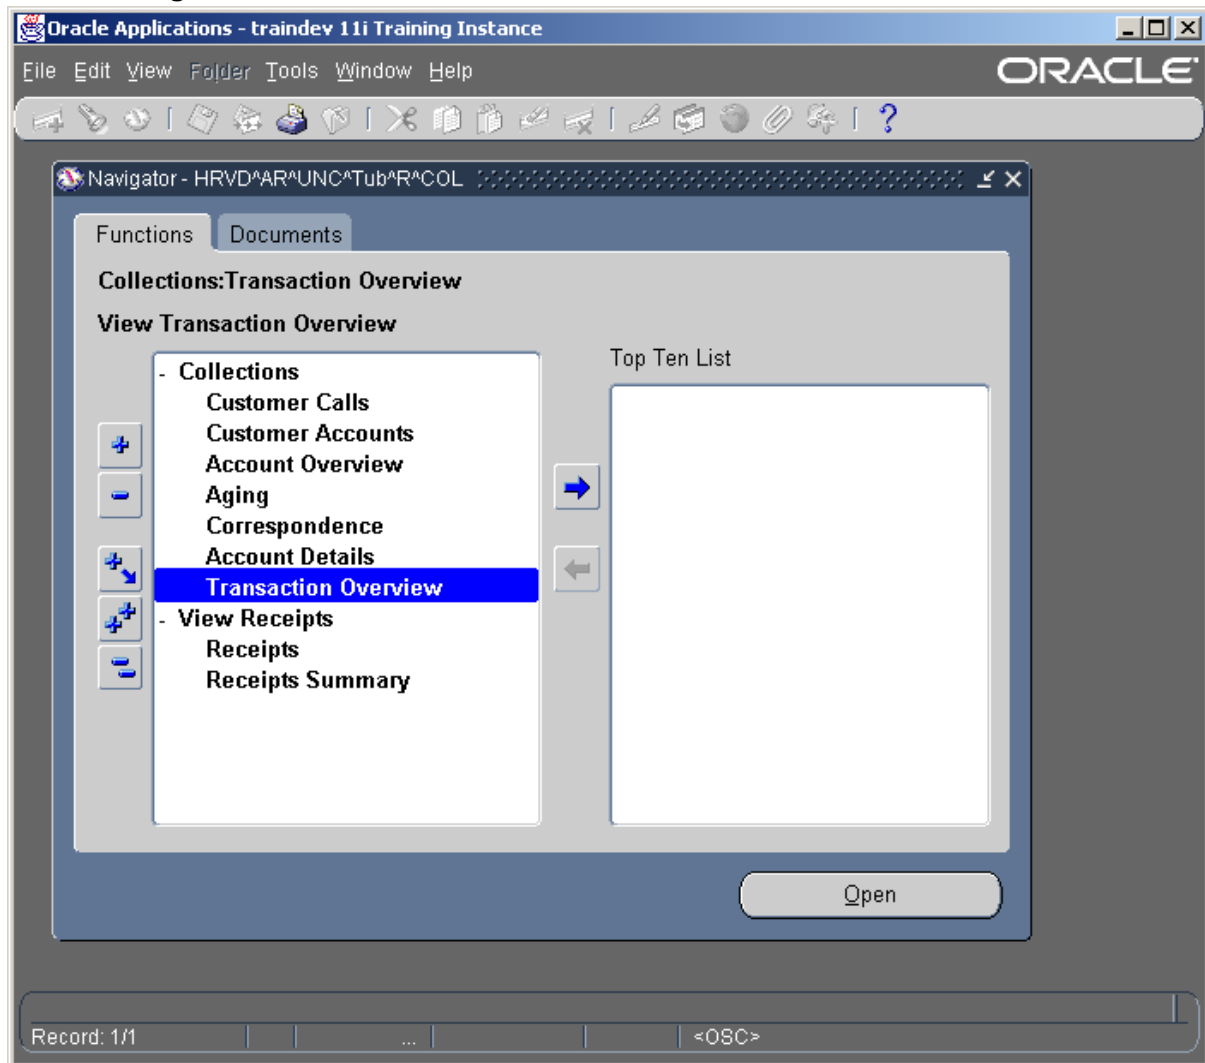 Oracle Applications - traindev 11i Training Instance
File Edit View Folder Tools Window Help
ORACLE
Navigator - HRVD^AR^UNC^Tub^R^COL
Functions Documents
Collections:Transaction Overview
View Transaction Overview
Top Ten List
- Collections
Customer Calls
Customer Accounts
Account Overview
Aging
Correspondence
Account Details
Transaction Overview
- View Receipts
Receipts
Receipts Summary
Open
Record: 1/1 ... <OSC>